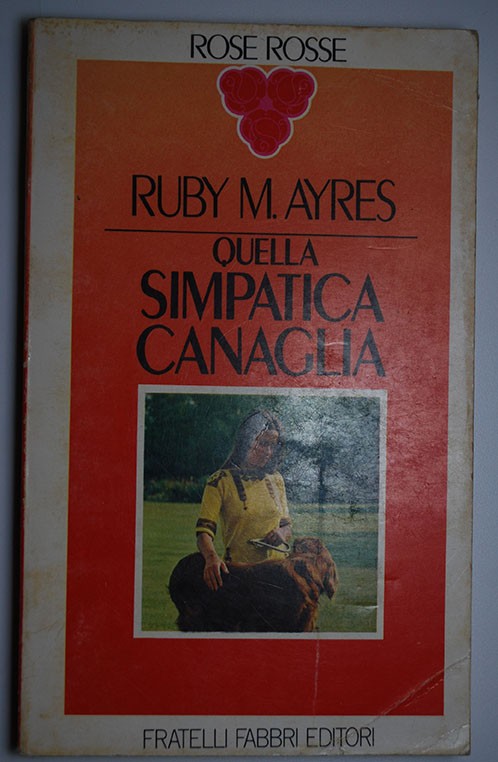 ROSE ROSSE
RUBY M. AYRES
QUELLA
SIMPATICA
CANAGLIA
FRATELLI FABBRI EDITORI